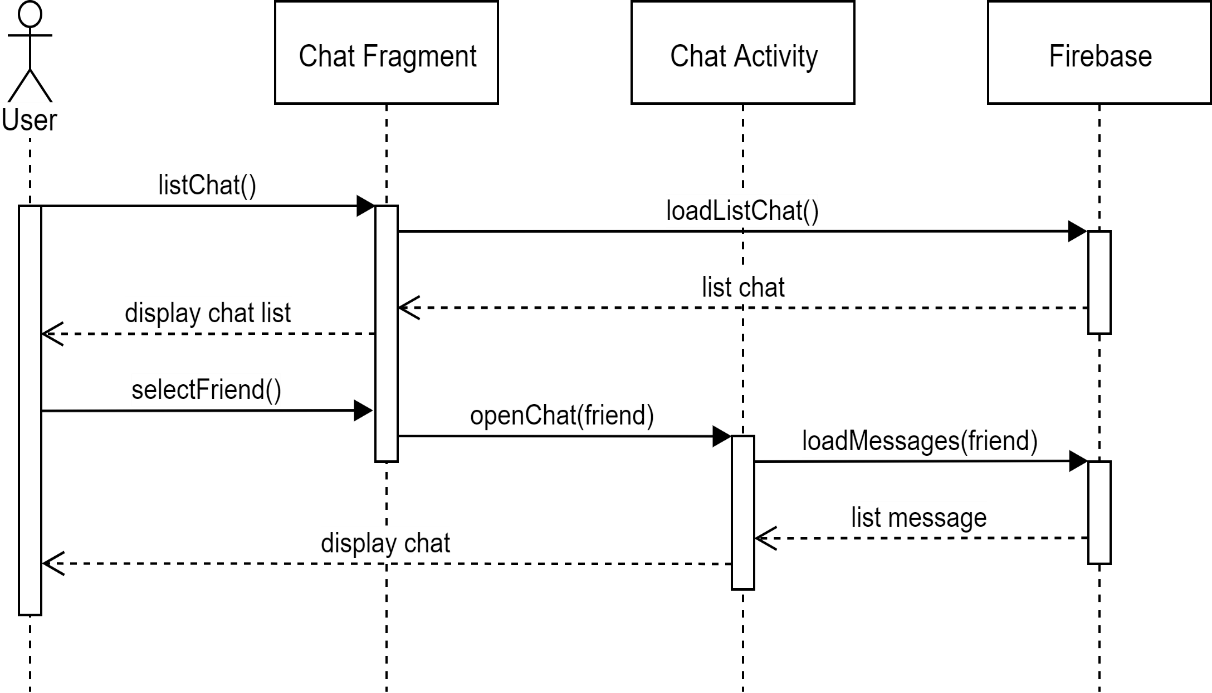 Chat Fragment
Chat Activity
Firebase
User
listChat()
loadListChat()
list chat
display chat list
selectFriend()
openChat(friend)
loadMessages(friend)
list message
display chat